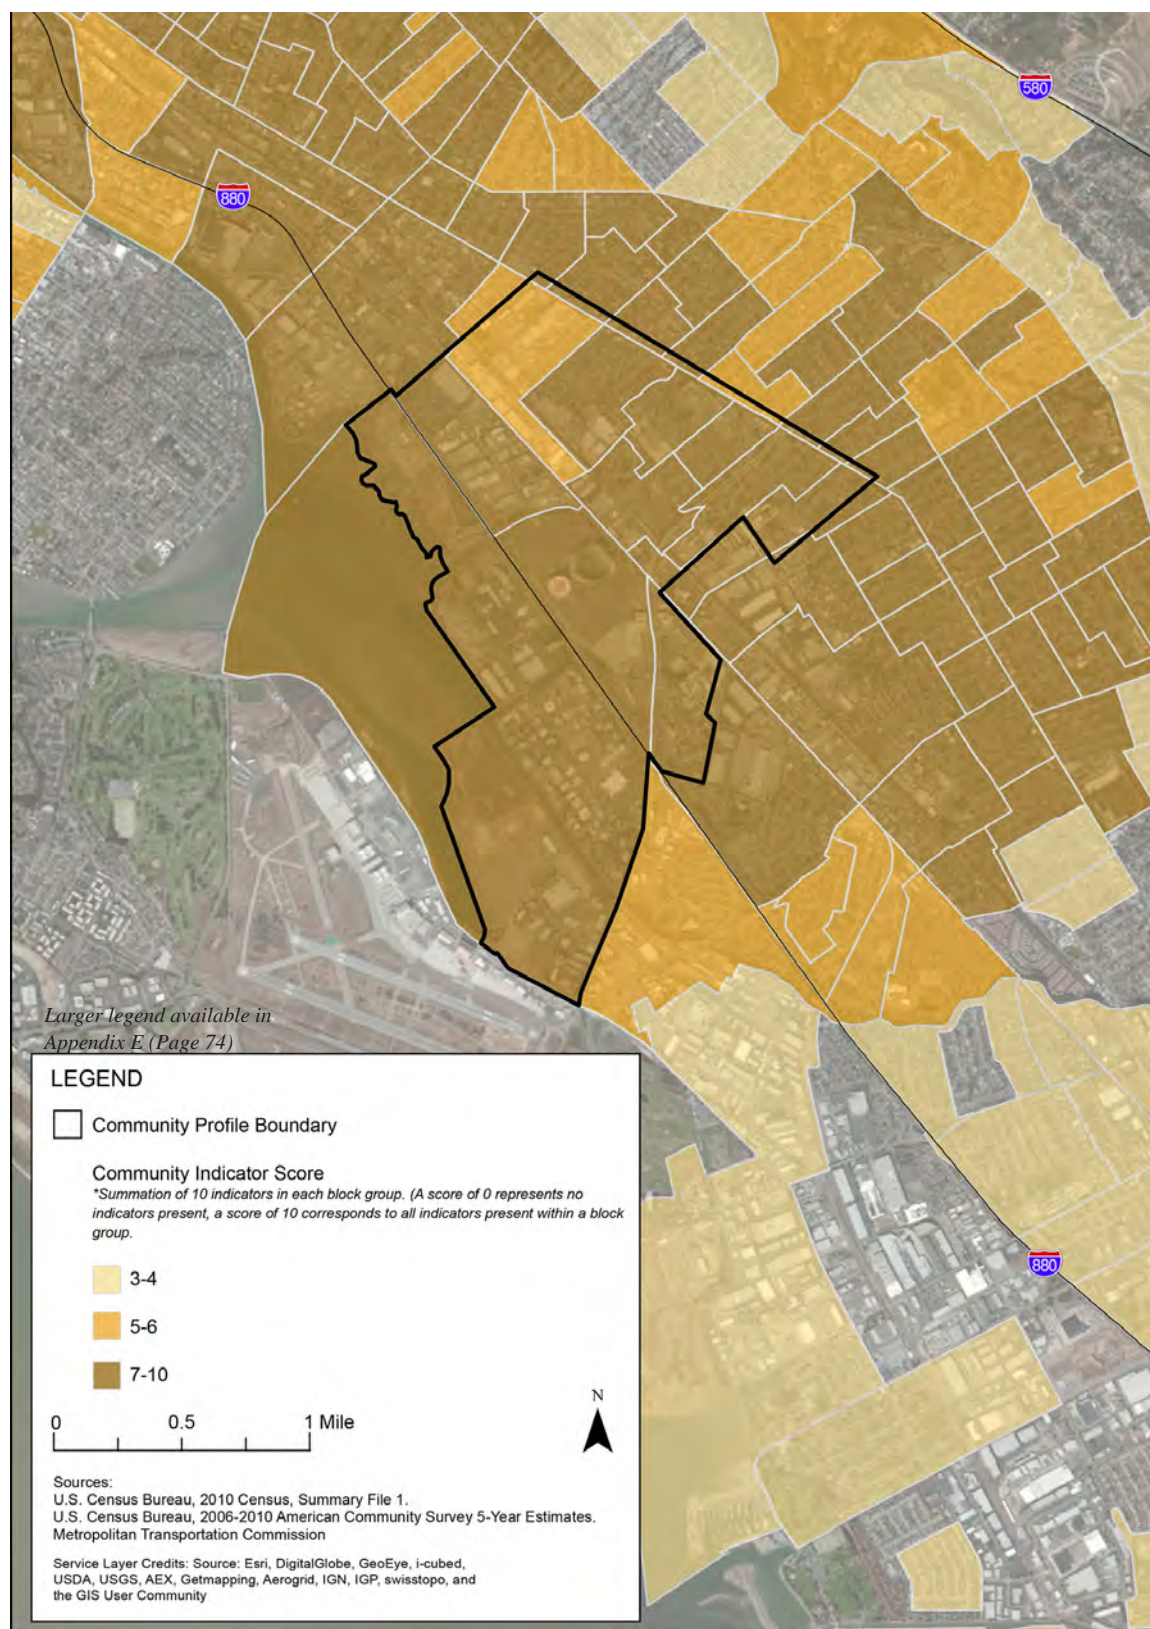 580
880
Larger legend available in
Appendix E (Page 74)
LEGEND
Community Profile Boundary
Community Indicator Score
*Summation of 10 indicators in each block group. (A score of 0 represents no
indicators present, a score of 10 corresponds to all indicators present within a block
group.
3-4
5-6
7-10
0 0.5 1 Mile
N
Sources:
U.S. Census Bureau, 2010 Census, Summary File 1.
U.S. Census Bureau, 2006-2010 American Community Survey 5-Year Estimates.
Metropolitan Transportation Commission
Service Layer Credits: Source: Esri, DigitalGlobe, GeoEye, i-cubed,
USDA, USGS, AEX, Getmapping, Aerogrid, IGN, IGP, swisstopo, and
the GIS User Community
880